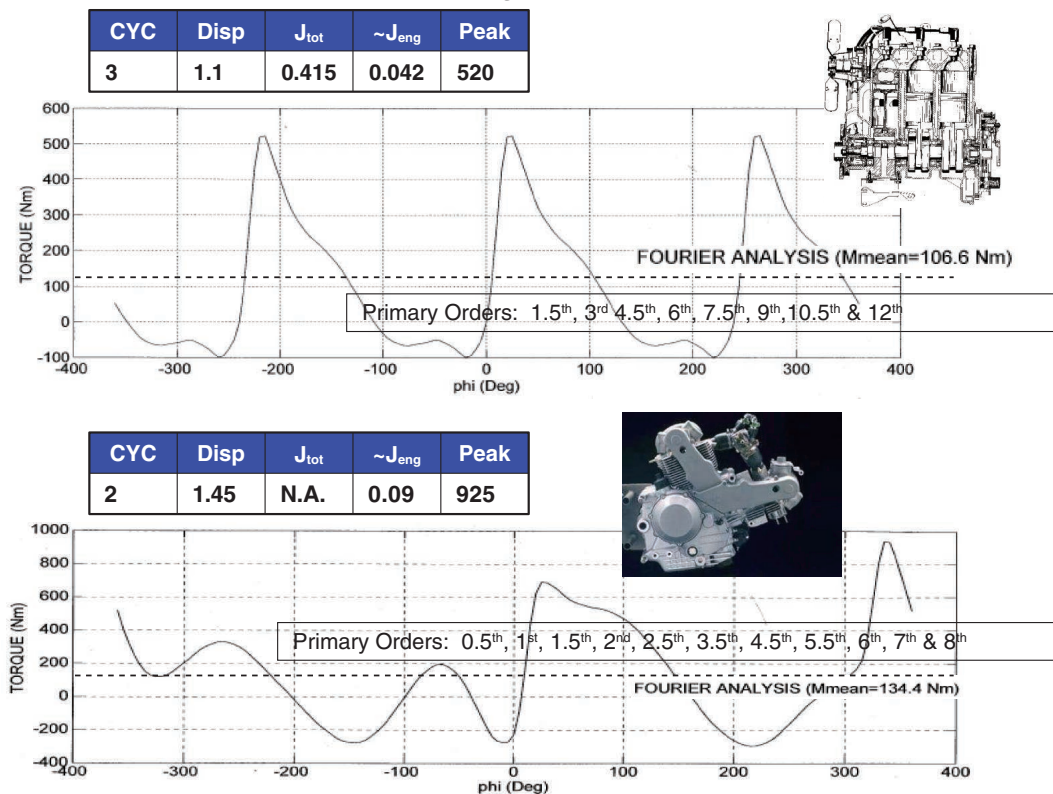 CYC Disp Jtot ~Jeng Peak
3 1.1 0.415 0.042 520
600
500
400
300
200
100
0
-100
TORQUE (Nm)
FOURIER ANALYSIS (Mmean=106.6 Nm)
Primary Orders: 1.5th, 3rd 4.5th, 6th, 7.5th, 9th,10.5th & 12th
-400 -300 -200 -100 0 100 200 300 400
phi (Deg)
CYC Disp Jtot ~Jeng Peak
2 1.45 N.A. 0.09 925
1000
800
600
400
200
0
-200
-400
TORQUE (Nm)
Primary Orders: 0.5th, 1st, 1.5th, 2nd, 2.5th, 3.5th, 4.5th, 5.5th, 6th, 7th & 8th
FOURIER ANALYSIS (Mmean=134.4 Nm)
-400 -300 -200 -100 0 100 200 300 400
phi (Deg)